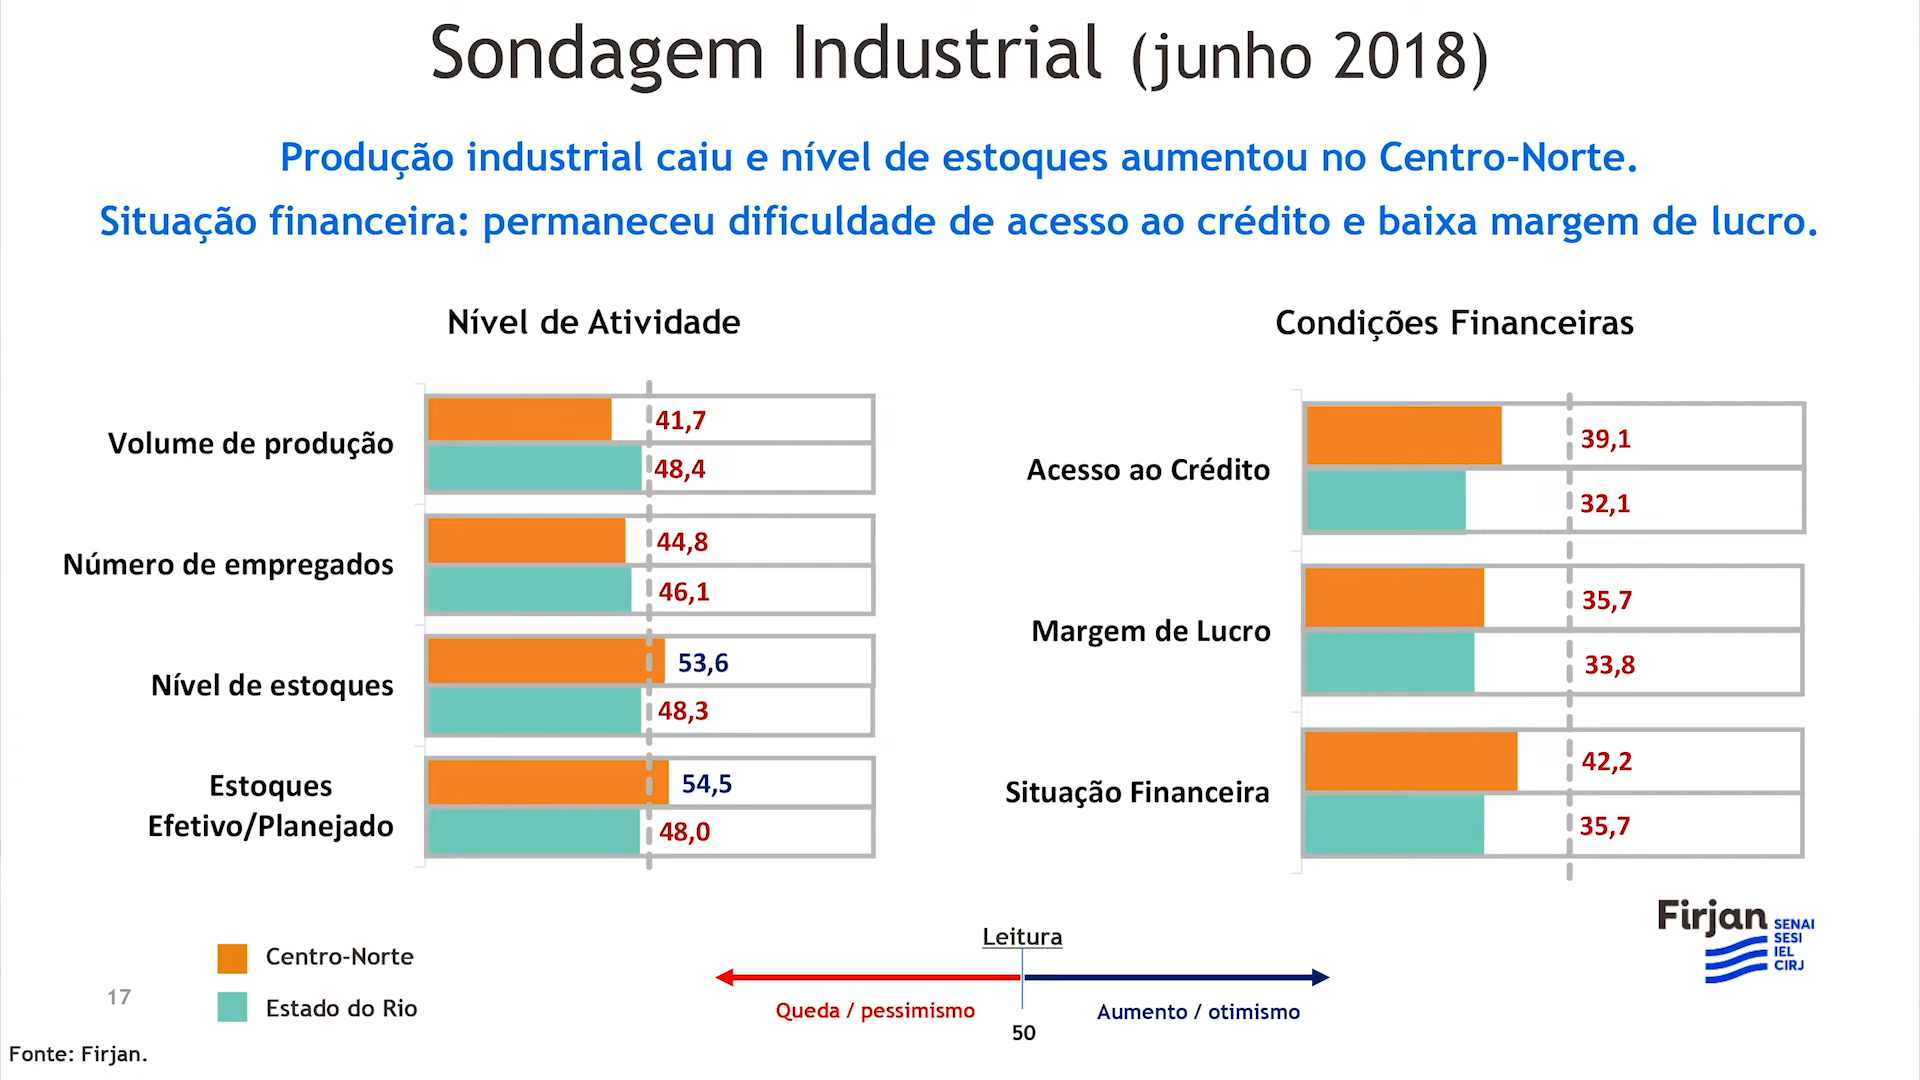 Sondagem Industrial (junho 2018)
Produção industrial caiu e nível de estoques aumentou no Centro-Norte.
Situação financeira: permaneceu dificuldade de acesso ao crédito e baixa margem de lucro.
Nível de Atividade
Volume de produção
41,7
48,4
Número de empregados
44,8
46,1
Nível de estoques
53,6
48,3
Estoques
Efetivo/Planejado
54,5
48,0
Condições Financeiras
Acesso ao Crédito
39,1
32,1
Margem de Lucro
35,7
33,8
Situação Financeira
42,2
35,7
Centro-Norte
Estado do Rio
Leitura
Queda / pessimismo
Aumento / otimismo
50
Firjan
SENAI
SESI
IEL
CIRJ
17
Fonte: Firjan.